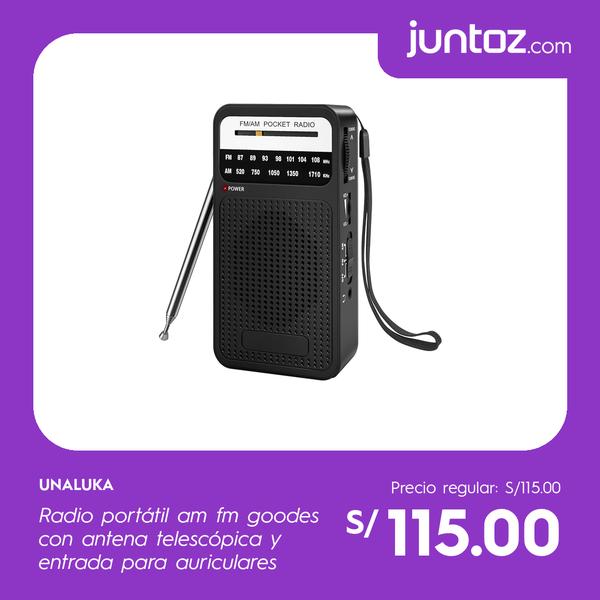 juntoz.com
FM/AM POCKET RADIO
FM 87 89 93 98 101 104 108 MHz
AM 520 750 1050 1350 1710 KHz
POWER
UNALUKA
Radio portátil am fm goodes
con antena telescópica y
entrada para auriculares
Precio regular: S/115.00
S/ 115.00